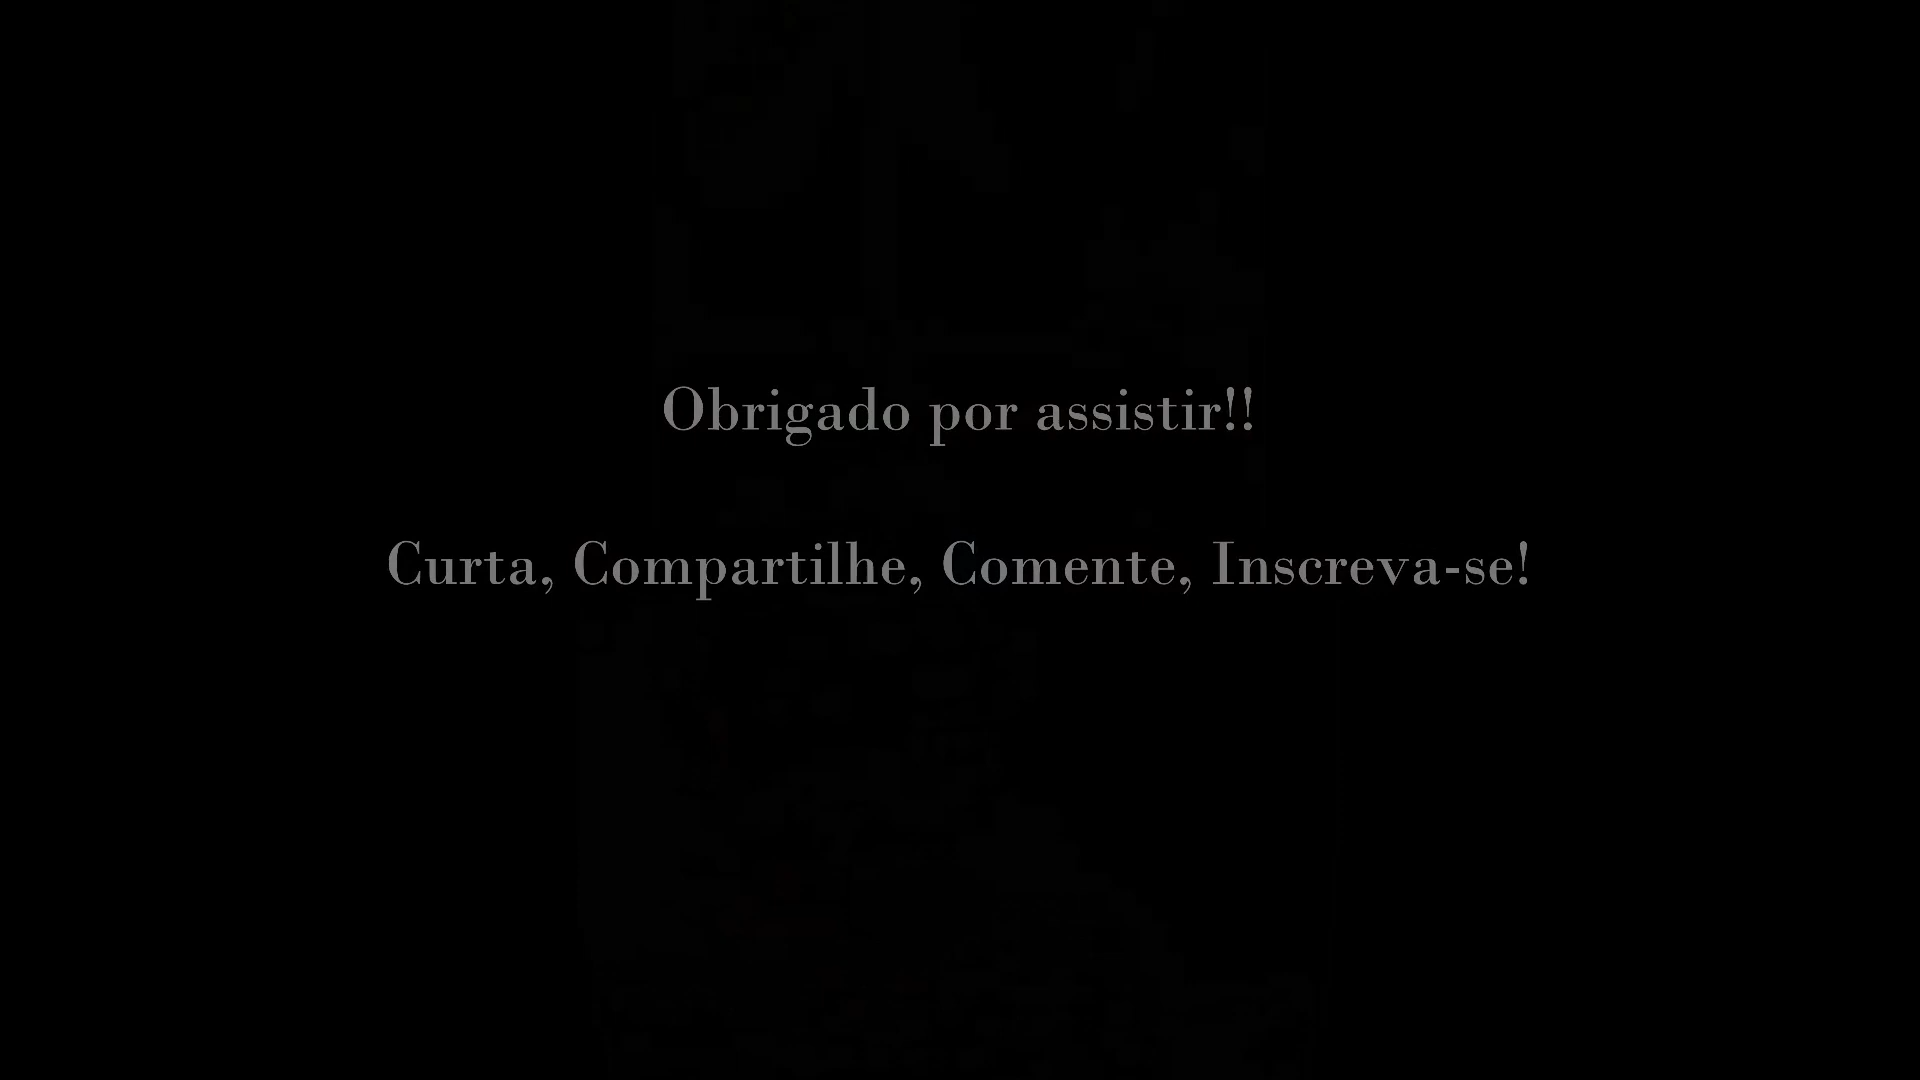 Obrigado por assistir!!
Curta, Compartilhe, Comente, Inscreva-se!